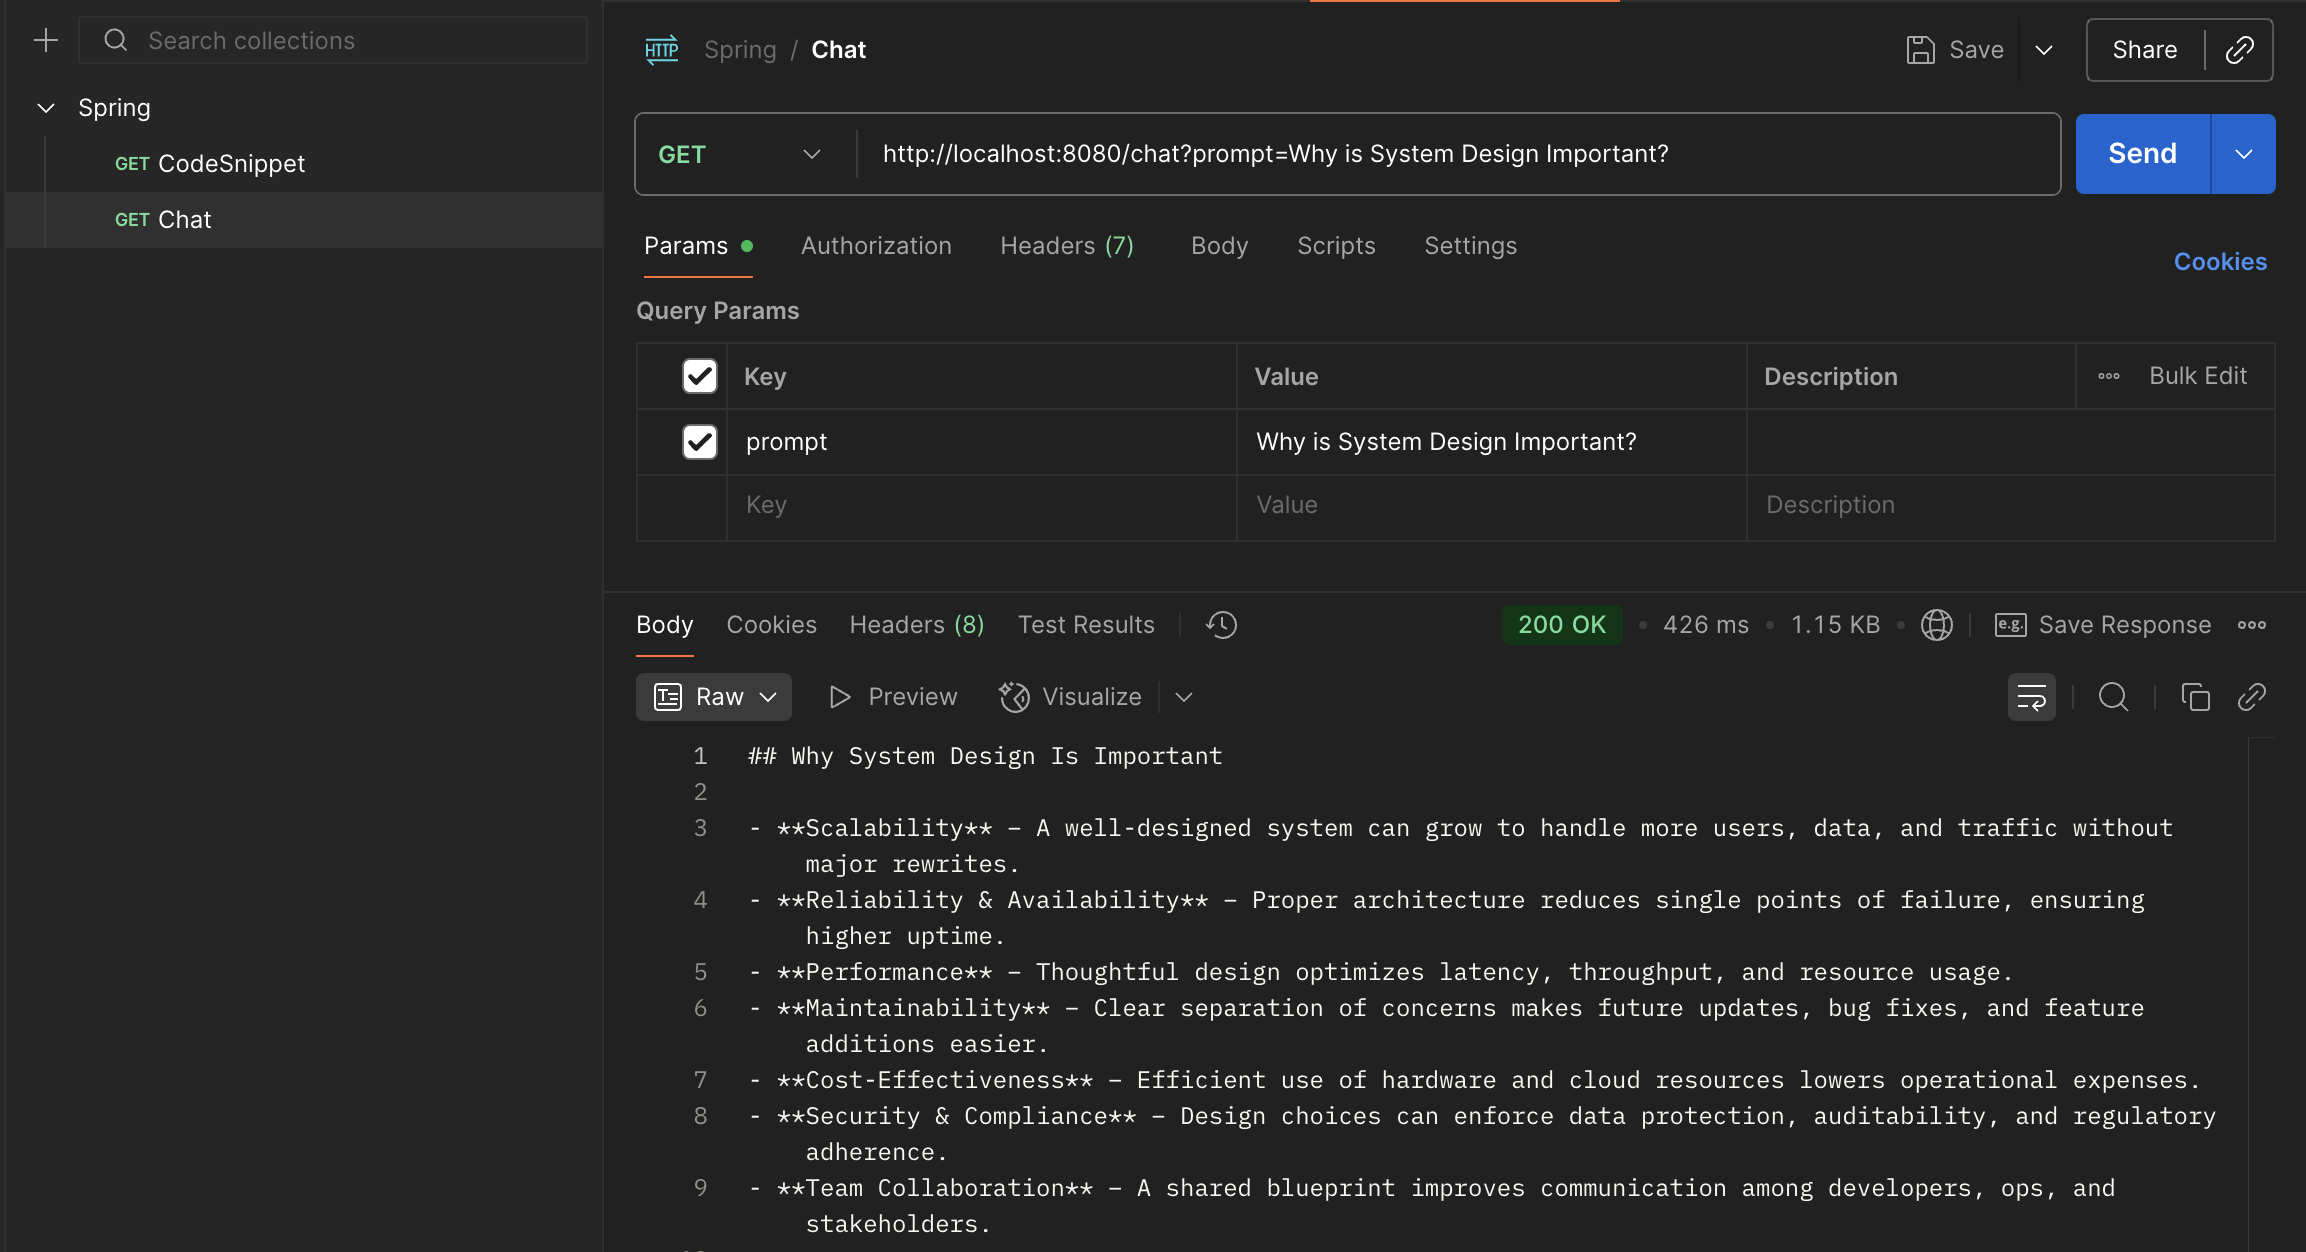 Search collections
Spring
GET CodeSnippet
GET Chat
HTTP Spring / Chat
Save
Share
GET http://localhost:8080/chat?prompt=Why is System Design Important?
Send
Params Authorization Headers (7) Body Scripts Settings
Cookies
Query Params
Key Value Description Bulk Edit
prompt Why is System Design Important?
Key Value Description
Body Cookies Headers (8) Test Results 200 OK • 426 ms • 1.15 KB • e.g. Save Response
Raw Preview Visualize
1 ## Why System Design Is Important
2
3 - **Scalability** – A well-designed system can grow to handle more users, data, and traffic without
major rewrites.
4 - **Reliability & Availability** – Proper architecture reduces single points of failure, ensuring
higher uptime.
5 - **Performance** – Thoughtful design optimizes latency, throughput, and resource usage.
6 - **Maintainability** – Clear separation of concerns makes future updates, bug fixes, and feature
additions easier.
7 - **Cost-Effectiveness** – Efficient use of hardware and cloud resources lowers operational expenses.
8 - **Security & Compliance** – Design choices can enforce data protection, auditability, and regulatory
adherence.
9 - **Team Collaboration** – A shared blueprint improves communication among developers, ops, and
stakeholders.